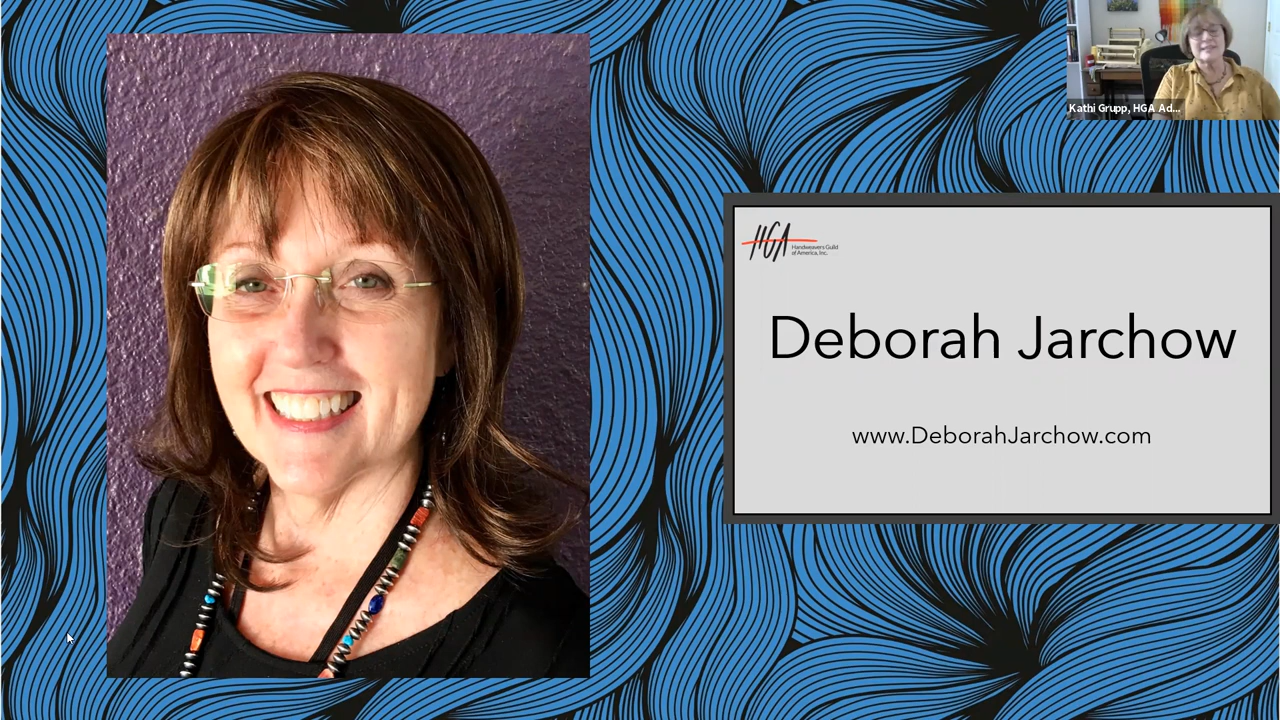 Kathi Grupp, HGA Ad...
HGA
Handweavers Guild
of America, Inc.
Deborah Jarchow
www.DeborahJarchow.com